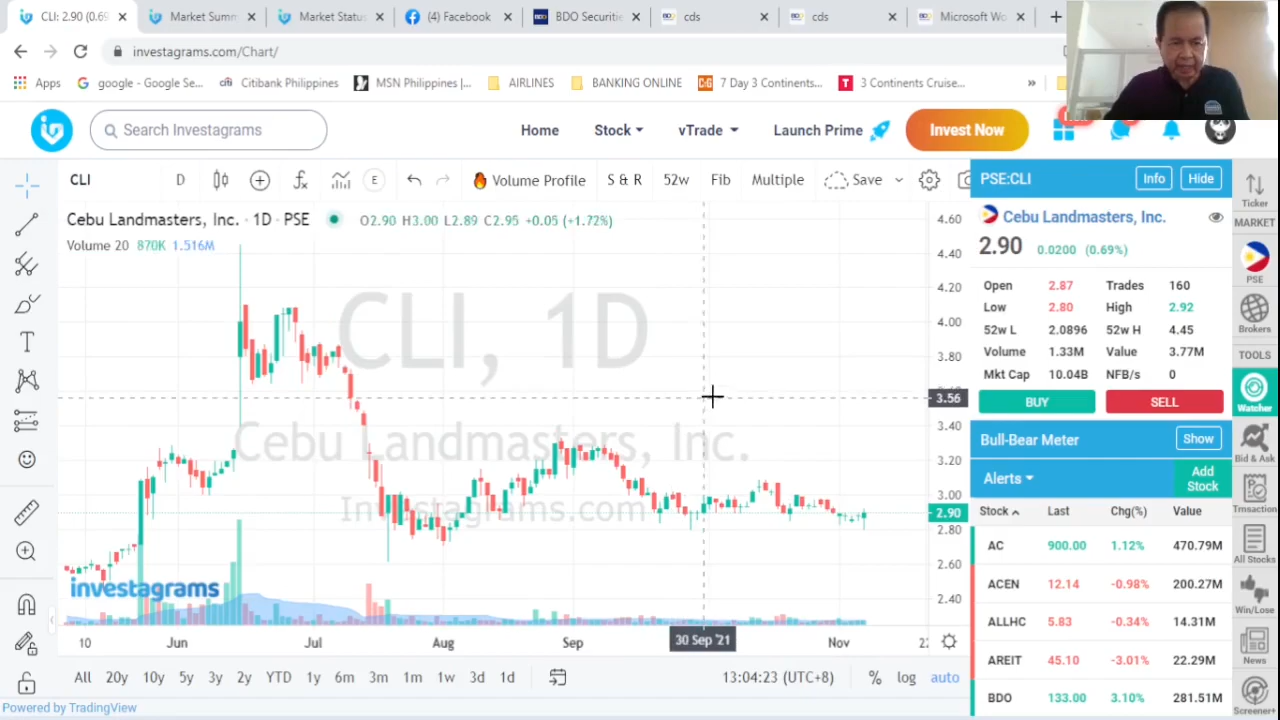 CLI: 2.90 (0.69%
Market Summ
Market Status
(4) Facebook
BDO Securitie
cds
cds
Microsoft Wo
investagrams.com/Chart/
Apps
google - Google Se...
Citibank Philippines
MSN Philippines |...
AIRLINES
BANKING ONLINE
7 Day 3 Continents...
3 Continents Cruise...
»
Search Investagrams
Home
Stock
vTrade
Launch Prime
Invest Now
CLI
D
E
Volume Profile
S & R
52w
Fib
Multiple
Save
Cebu Landmasters, Inc. · 1D · PSE
O2.90 H3.00 L2.89 C2.95 +0.05 (+1.72%)
Volume 20 870K 1.516M
CLI, 1D
Cebu Landmasters, Inc.
Investagrams.com
investagrams
4.60
4.40
4.20
4.00
3.80
3.56
3.40
3.20
3.00
2.90
2.80
2.60
2.40
10
Jun
Jul
Aug
Sep
30 Sep '21
Nov
All
20y
10y
5y
3y
2y
YTD
1y
6m
3m
1m
1w
3d
1d
13:04:23 (UTC+8)
%
log
auto
Powered by TradingView
PSE:CLI
Info
Hide
Cebu Landmasters, Inc.
2.90 0.0200 (0.69%)
Open 2.87 Trades 160
Low 2.80 High 2.92
52w L 2.0896 52w H 4.45
Volume 1.33M Value 3.77M
Mkt Cap 10.04B NFB/s 0
BUY
SELL
Bull-Bear Meter
Show
Alerts
Add
Stock
Stock Last Chg(%) Value
AC 900.00 1.12% 470.79M
ACEN 12.14 -0.98% 200.27M
ALLHC 5.83 -0.34% 14.31M
AREIT 45.10 -3.01% 22.29M
BDO 133.00 3.10% 281.51M
Ticker
MARKET
PSE
Brokers
TOOLS
Watcher
Bid & Ask
Trnsaction
All Stocks
Win/Lose
News
Screener+